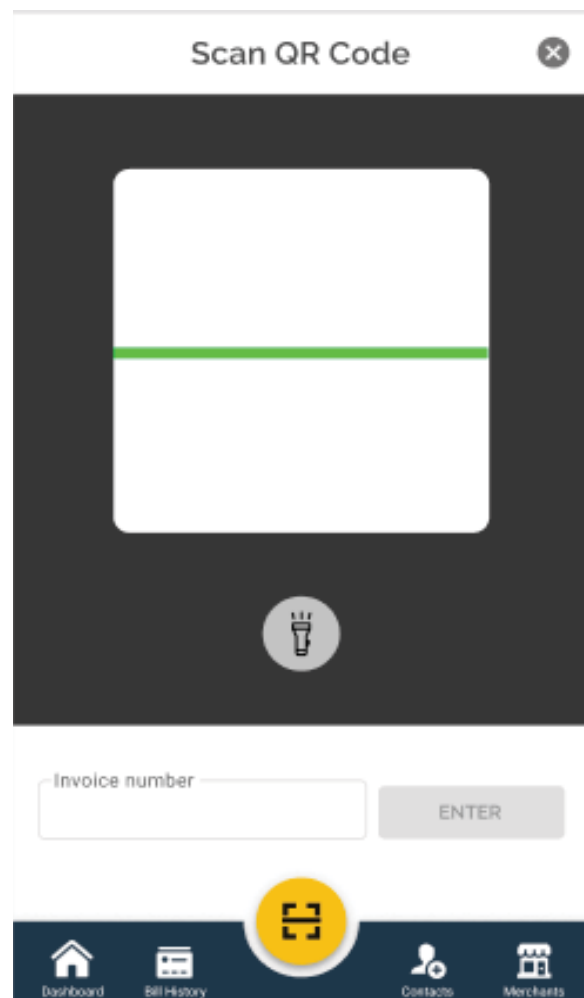 Scan QR Code
Invoice number
ENTER
Dashboard
Bill History
Contacts
Merchants